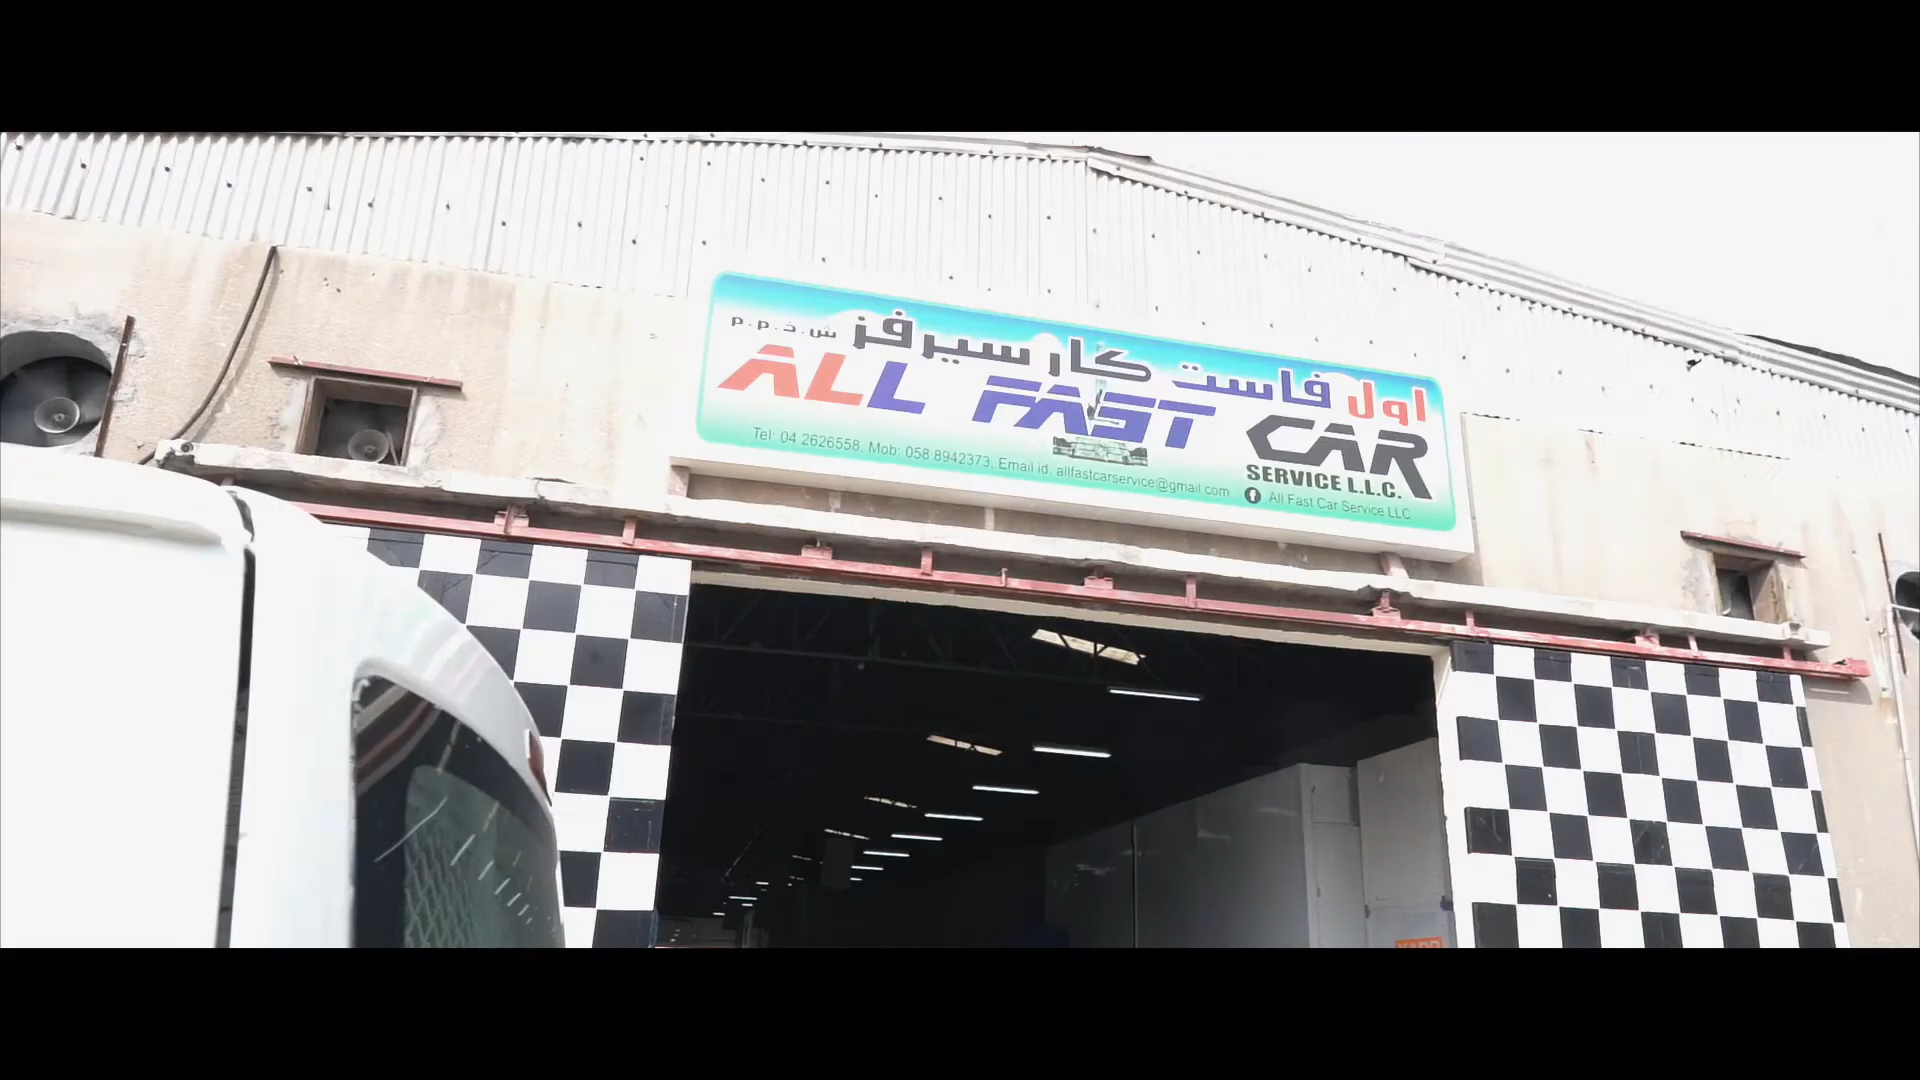 اول فاست كار سيرفز ش.ذ.م.م
ALL FAST CAR
SERVICE L.L.C.
Tel: 04 2626558, Mob: 058 8942373, Email id. allfastcarservice@gmail.com
All Fast Car Service LLC